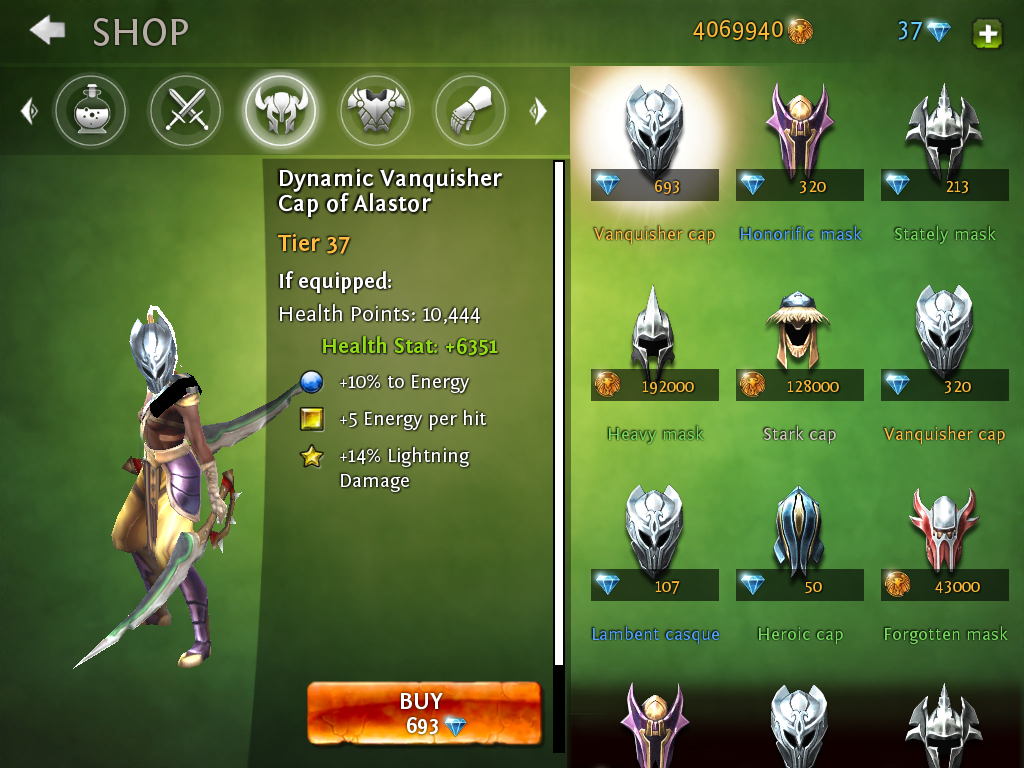 SHOP
4069940
37
Dynamic Vanquisher
Cap of Alastor
Tier 37
If equipped:
Health Points: 10,444
Health Stat: +6351
+10% to Energy
+5 Energy per hit
+14% Lightning
Damage
BUY
693
693
320
213
Vanquisher cap
Honorific mask
Stately mask
192000
128000
320
Heavy mask
Stark cap
Vanquisher cap
107
50
43000
Lambent casque
Heroic cap
Forgotten mask